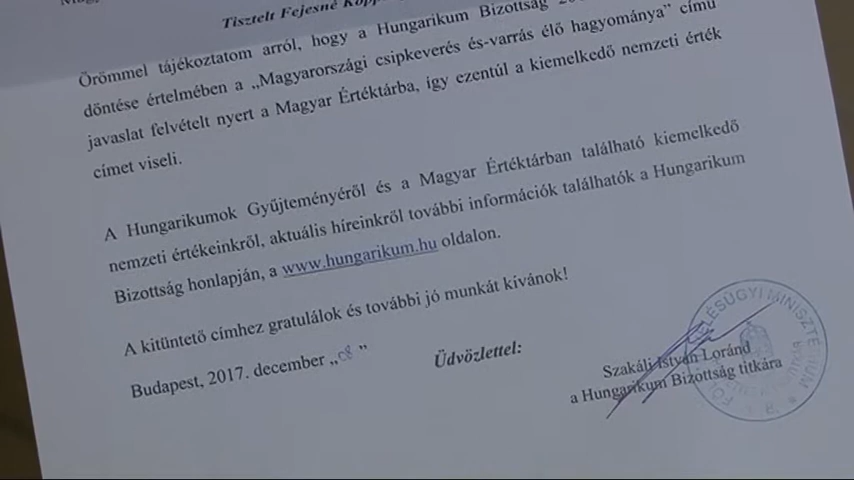 Tisztelt Fejesné
Örömmel tájékoztatom arról, hogy a Hungarikum Bizottság
döntése értelmében a „Magyarországi csipkeverés és-varrás élő hagyománya” című
javaslat felvételt nyert a Magyar Értéktárba, így ezentúl a kiemelkedő nemzeti érték
címet viseli.
A Hungarikumok Gyűjteményéről és a Magyar Értéktárban található kiemelkedő
nemzeti értékeinkről, aktuális híreinkről további információk találhatók a Hungarikum
Bizottság honlapján, a www.hungarikum.hu oldalon.
A kitüntető címhez gratulálok és további jó munkát kívánok!
Budapest, 2017. december „08”
Üdvözlettel:
Szakáli István Loránd
a Hungarikum Bizottság titkára
MINISZTÉRIUM
8.